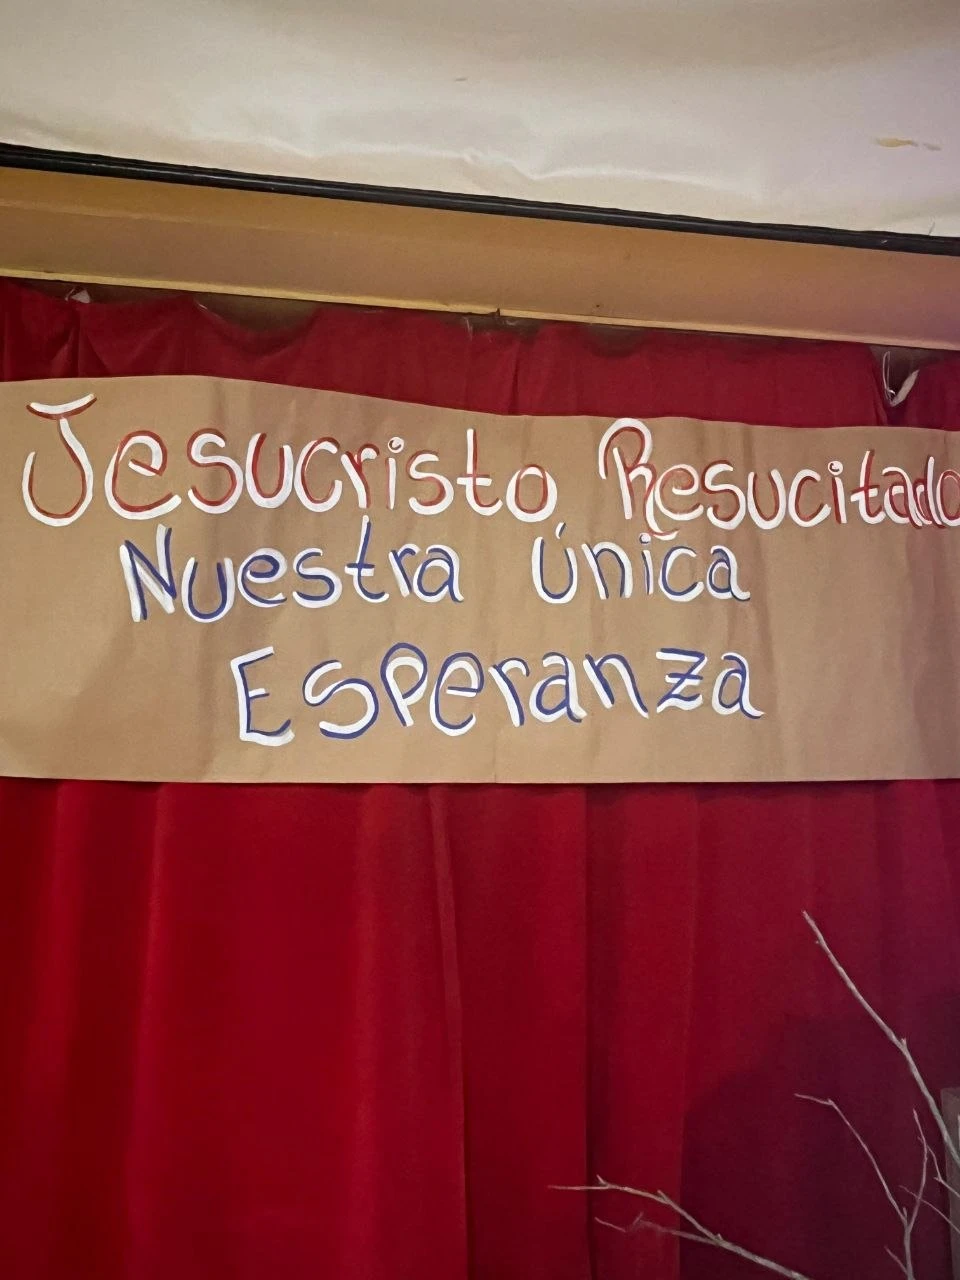 Jesucristo Resucitado
Nuestra Única
Esperanza